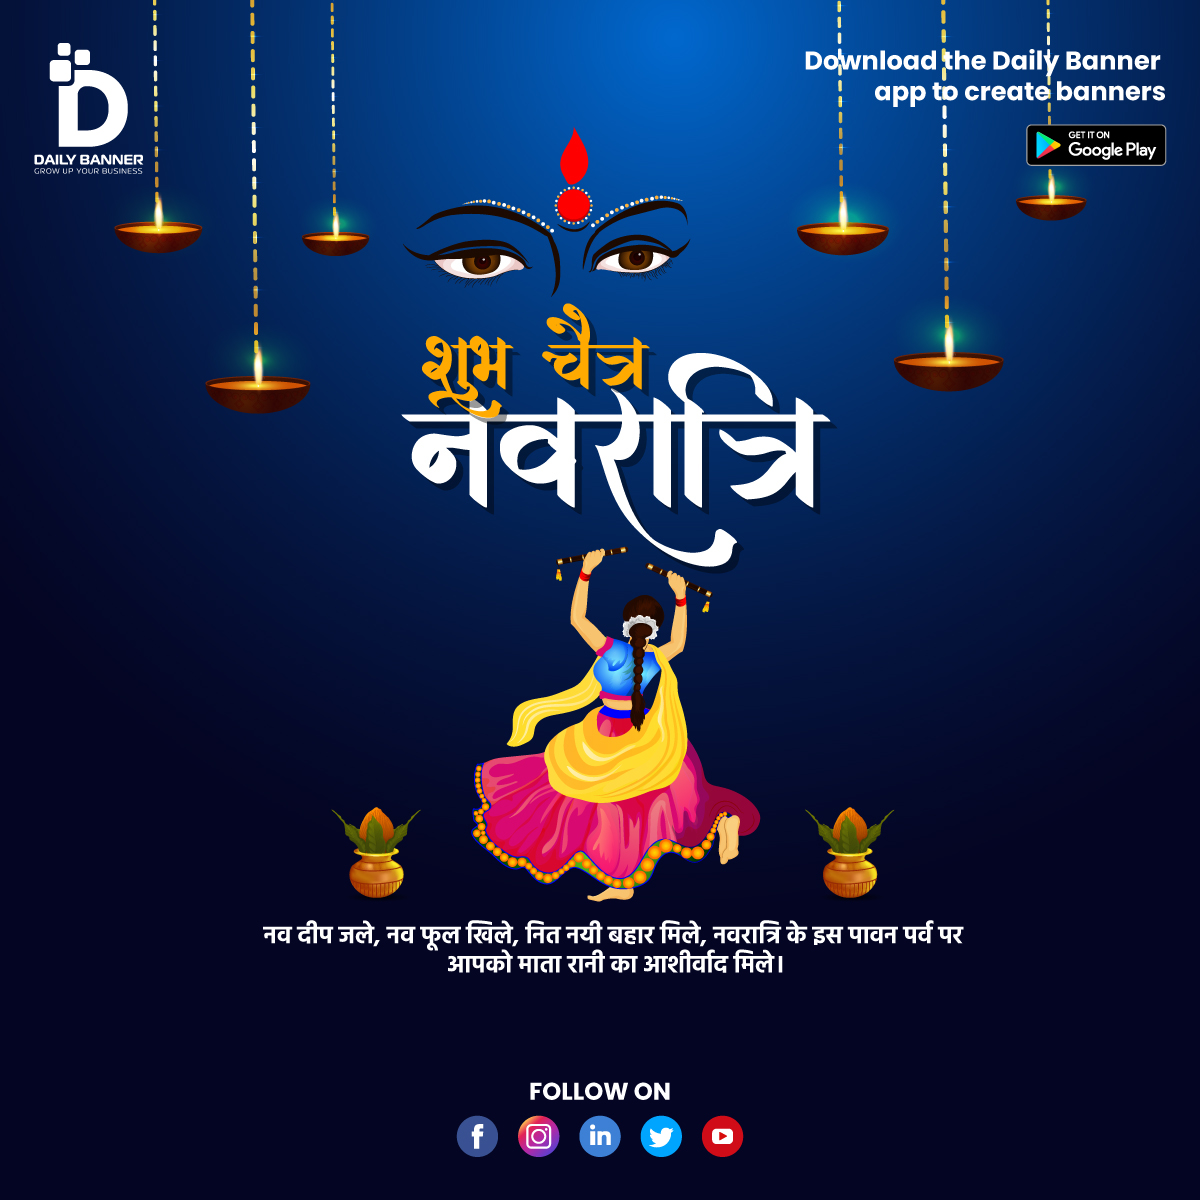 DAILY BANNER
GROW UP YOUR BUSINESS
Download the Daily Banner
app to create banners
GET IT ON
Google Play
शुभ चैत्र
नवरात्रि
नव दीप जले, नव फूल खिले, नित नयी बहार मिले, नवरात्रि के इस पावन पर्व पर
आपको माता रानी का आशीर्वाद मिले।
FOLLOW ON